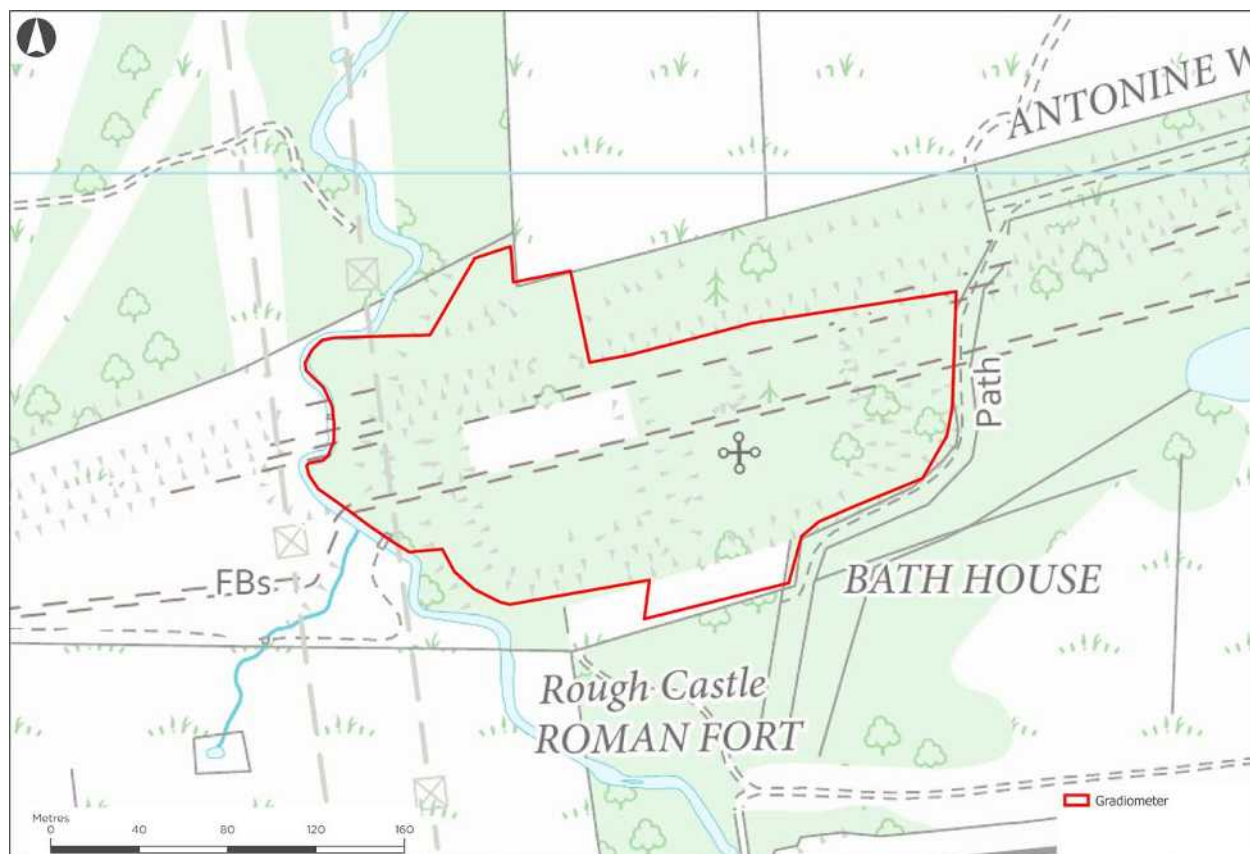 ANTONINE W
Path
FBs
BATH HOUSE
Rough Castle
ROMAN FORT
Metres
0 40 80 120 160
Gradiometer